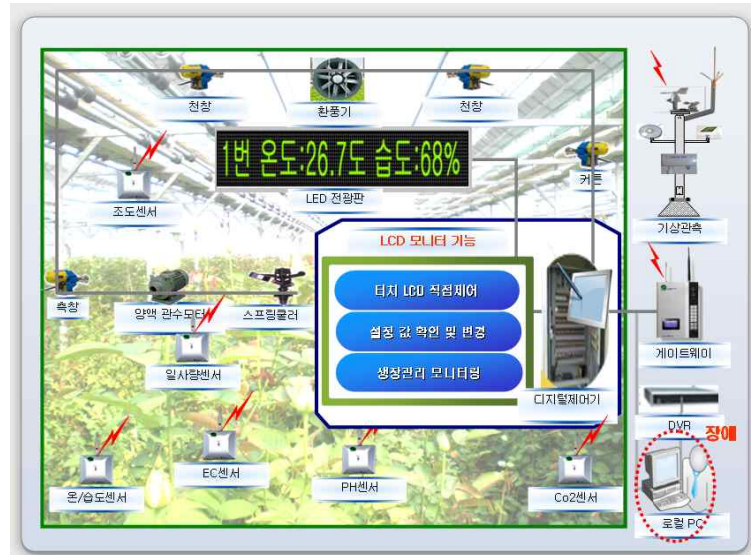 천창
환풍기
천창
1번 온도:26.7도 습도:68%
LED 전광판
커튼
조도센서
기상관측
LCD 모니터 기능
터치 LCD 직접제어
설정 값 확인 및 변경
생장관리 모니터링
측창
양액 관수모터
스프링쿨러
일사량센서
디지털제어기
게이트웨이
DVR
장애
EC센서
PH센서
온/습도센서
Co2센서
로컬 PC